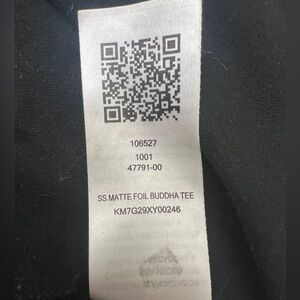 106527
1001
47791-00
SS MATTE FOIL BUDDHA TEE
KM7G29XY00246